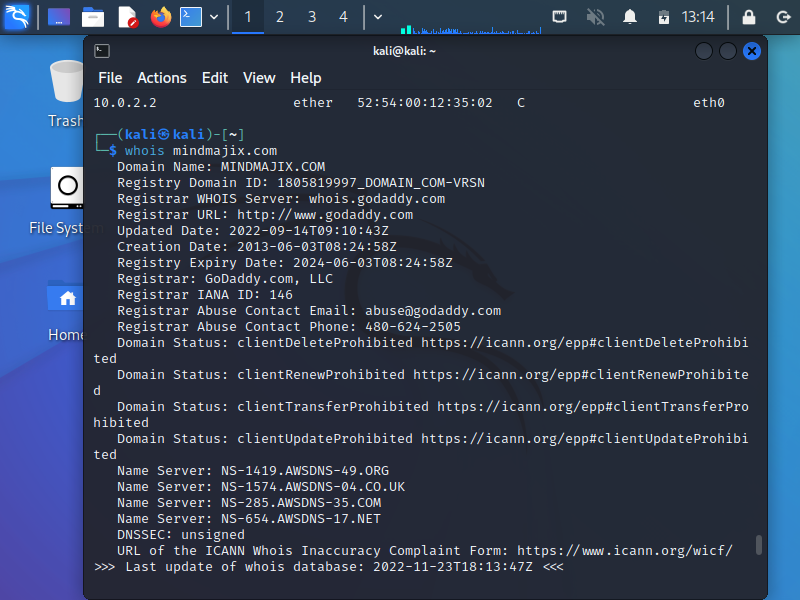 1 2 3 4 13:14
kali@kali: ~
File Actions Edit View Help
10.0.2.2 ether 52:54:00:12:35:02 C eth0
Trash
┌──(kali㉿kali)-[~]
└─$ whois mindmajix.com
Domain Name: MINDMAJIX.COM
Registry Domain ID: 1805819997_DOMAIN_COM-VRSN
Registrar WHOIS Server: whois.godaddy.com
Registrar URL: http://www.godaddy.com
File Syst
Updated Date: 2022-09-14T09:10:43Z
Creation Date: 2013-06-03T08:24:58Z
Registry Expiry Date: 2024-06-03T08:24:58Z
Registrar: GoDaddy.com, LLC
Registrar IANA ID: 146
Registrar Abuse Contact Email: abuse@godaddy.com
Registrar Abuse Contact Phone: 480-624-2505
Home
Domain Status: clientDeleteProhibited https://icann.org/epp#clientDeleteProhibi
ted
Domain Status: clientRenewProhibited https://icann.org/epp#clientRenewProhibite
d
Domain Status: clientTransferProhibited https://icann.org/epp#clientTransferPro
hibited
Domain Status: clientUpdateProhibited https://icann.org/epp#clientUpdateProhibi
ted
Name Server: NS-1419.AWSDNS-49.ORG
Name Server: NS-1574.AWSDNS-04.CO.UK
Name Server: NS-285.AWSDNS-35.COM
Name Server: NS-654.AWSDNS-17.NET
DNSSEC: unsigned
URL of the ICANN Whois Inaccuracy Complaint Form: https://www.icann.org/wicf/
>>> Last update of whois database: 2022-11-23T18:13:47Z <<<